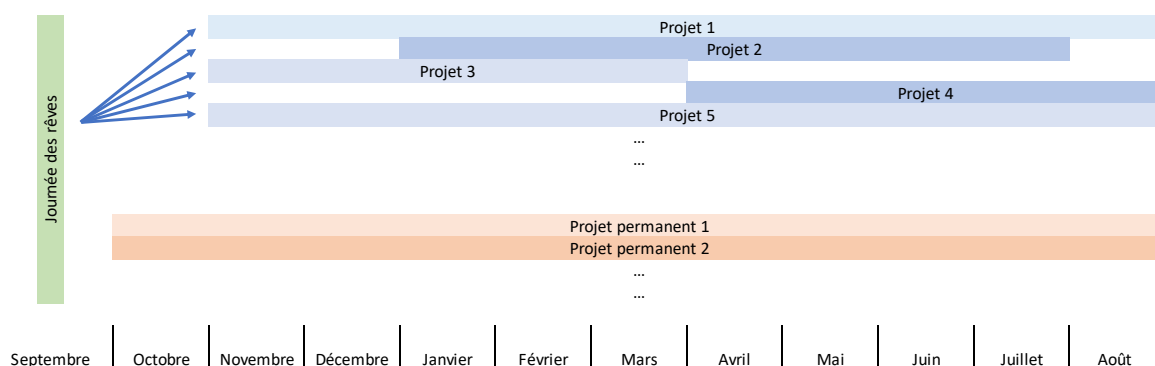 Journée des rêves
Projet 1
Projet 2
Projet 3
Projet 4
Projet 5
...
...
Projet permanent 1
Projet permanent 2
...
...
Septembre Octobre Novembre Décembre Janvier Février Mars Avril Mai Juin Juillet Août